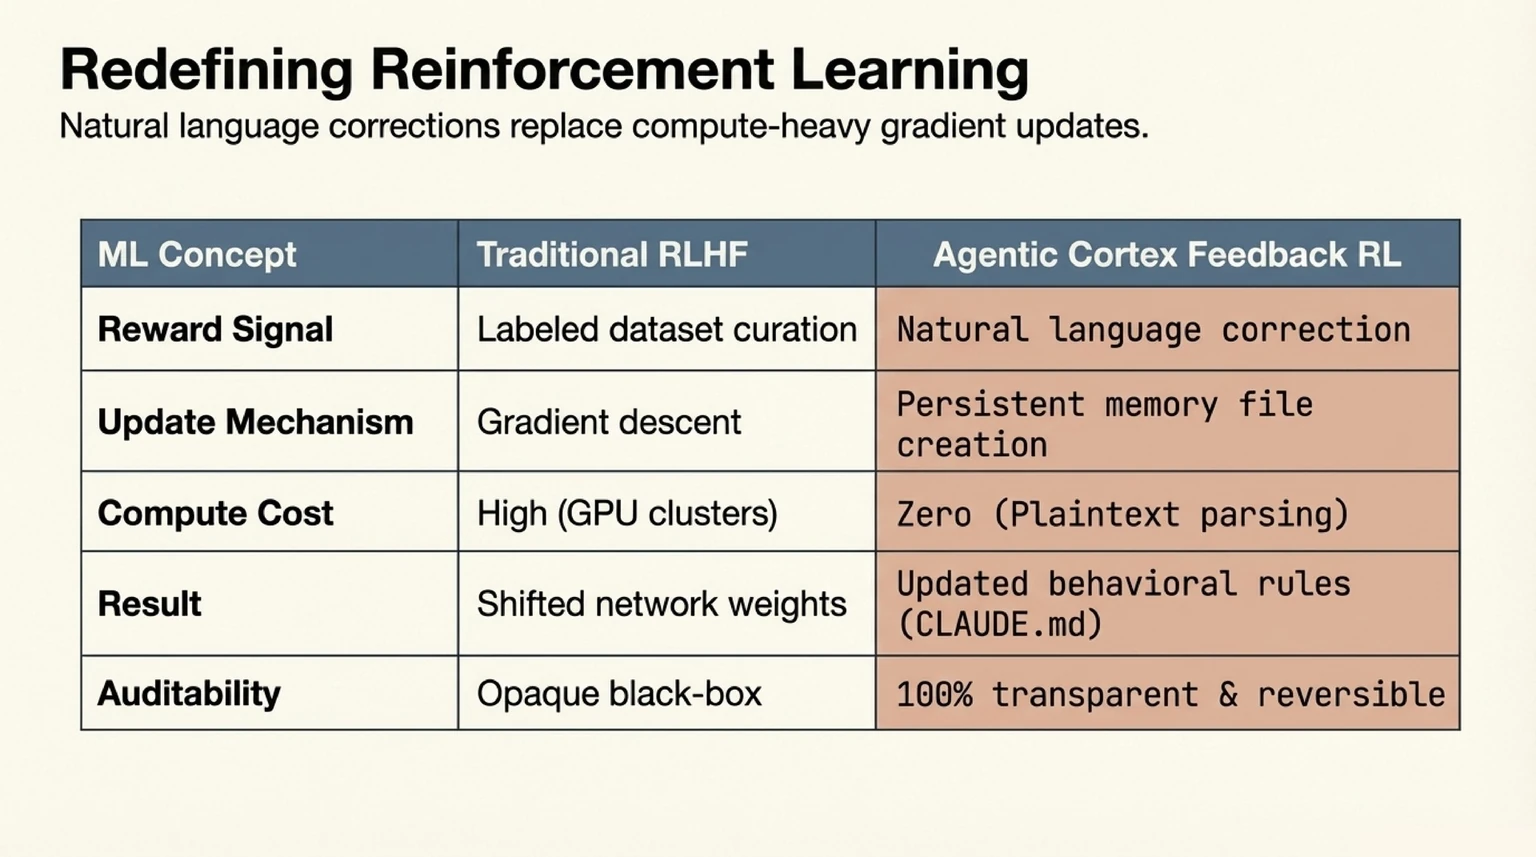 Redefining Reinforcement Learning
Natural language corrections replace compute-heavy gradient updates.
ML Concept Traditional RLHF Agentic Cortex Feedback RL
Reward Signal Labeled dataset curation Natural language correction
Update Mechanism Gradient descent Persistent memory file
creation
Compute Cost High (GPU clusters) Zero (Plaintext parsing)
Result Shifted network weights Updated behavioral rules
(CLAUDE.md)
Auditability Opaque black-box 100% transparent & reversible